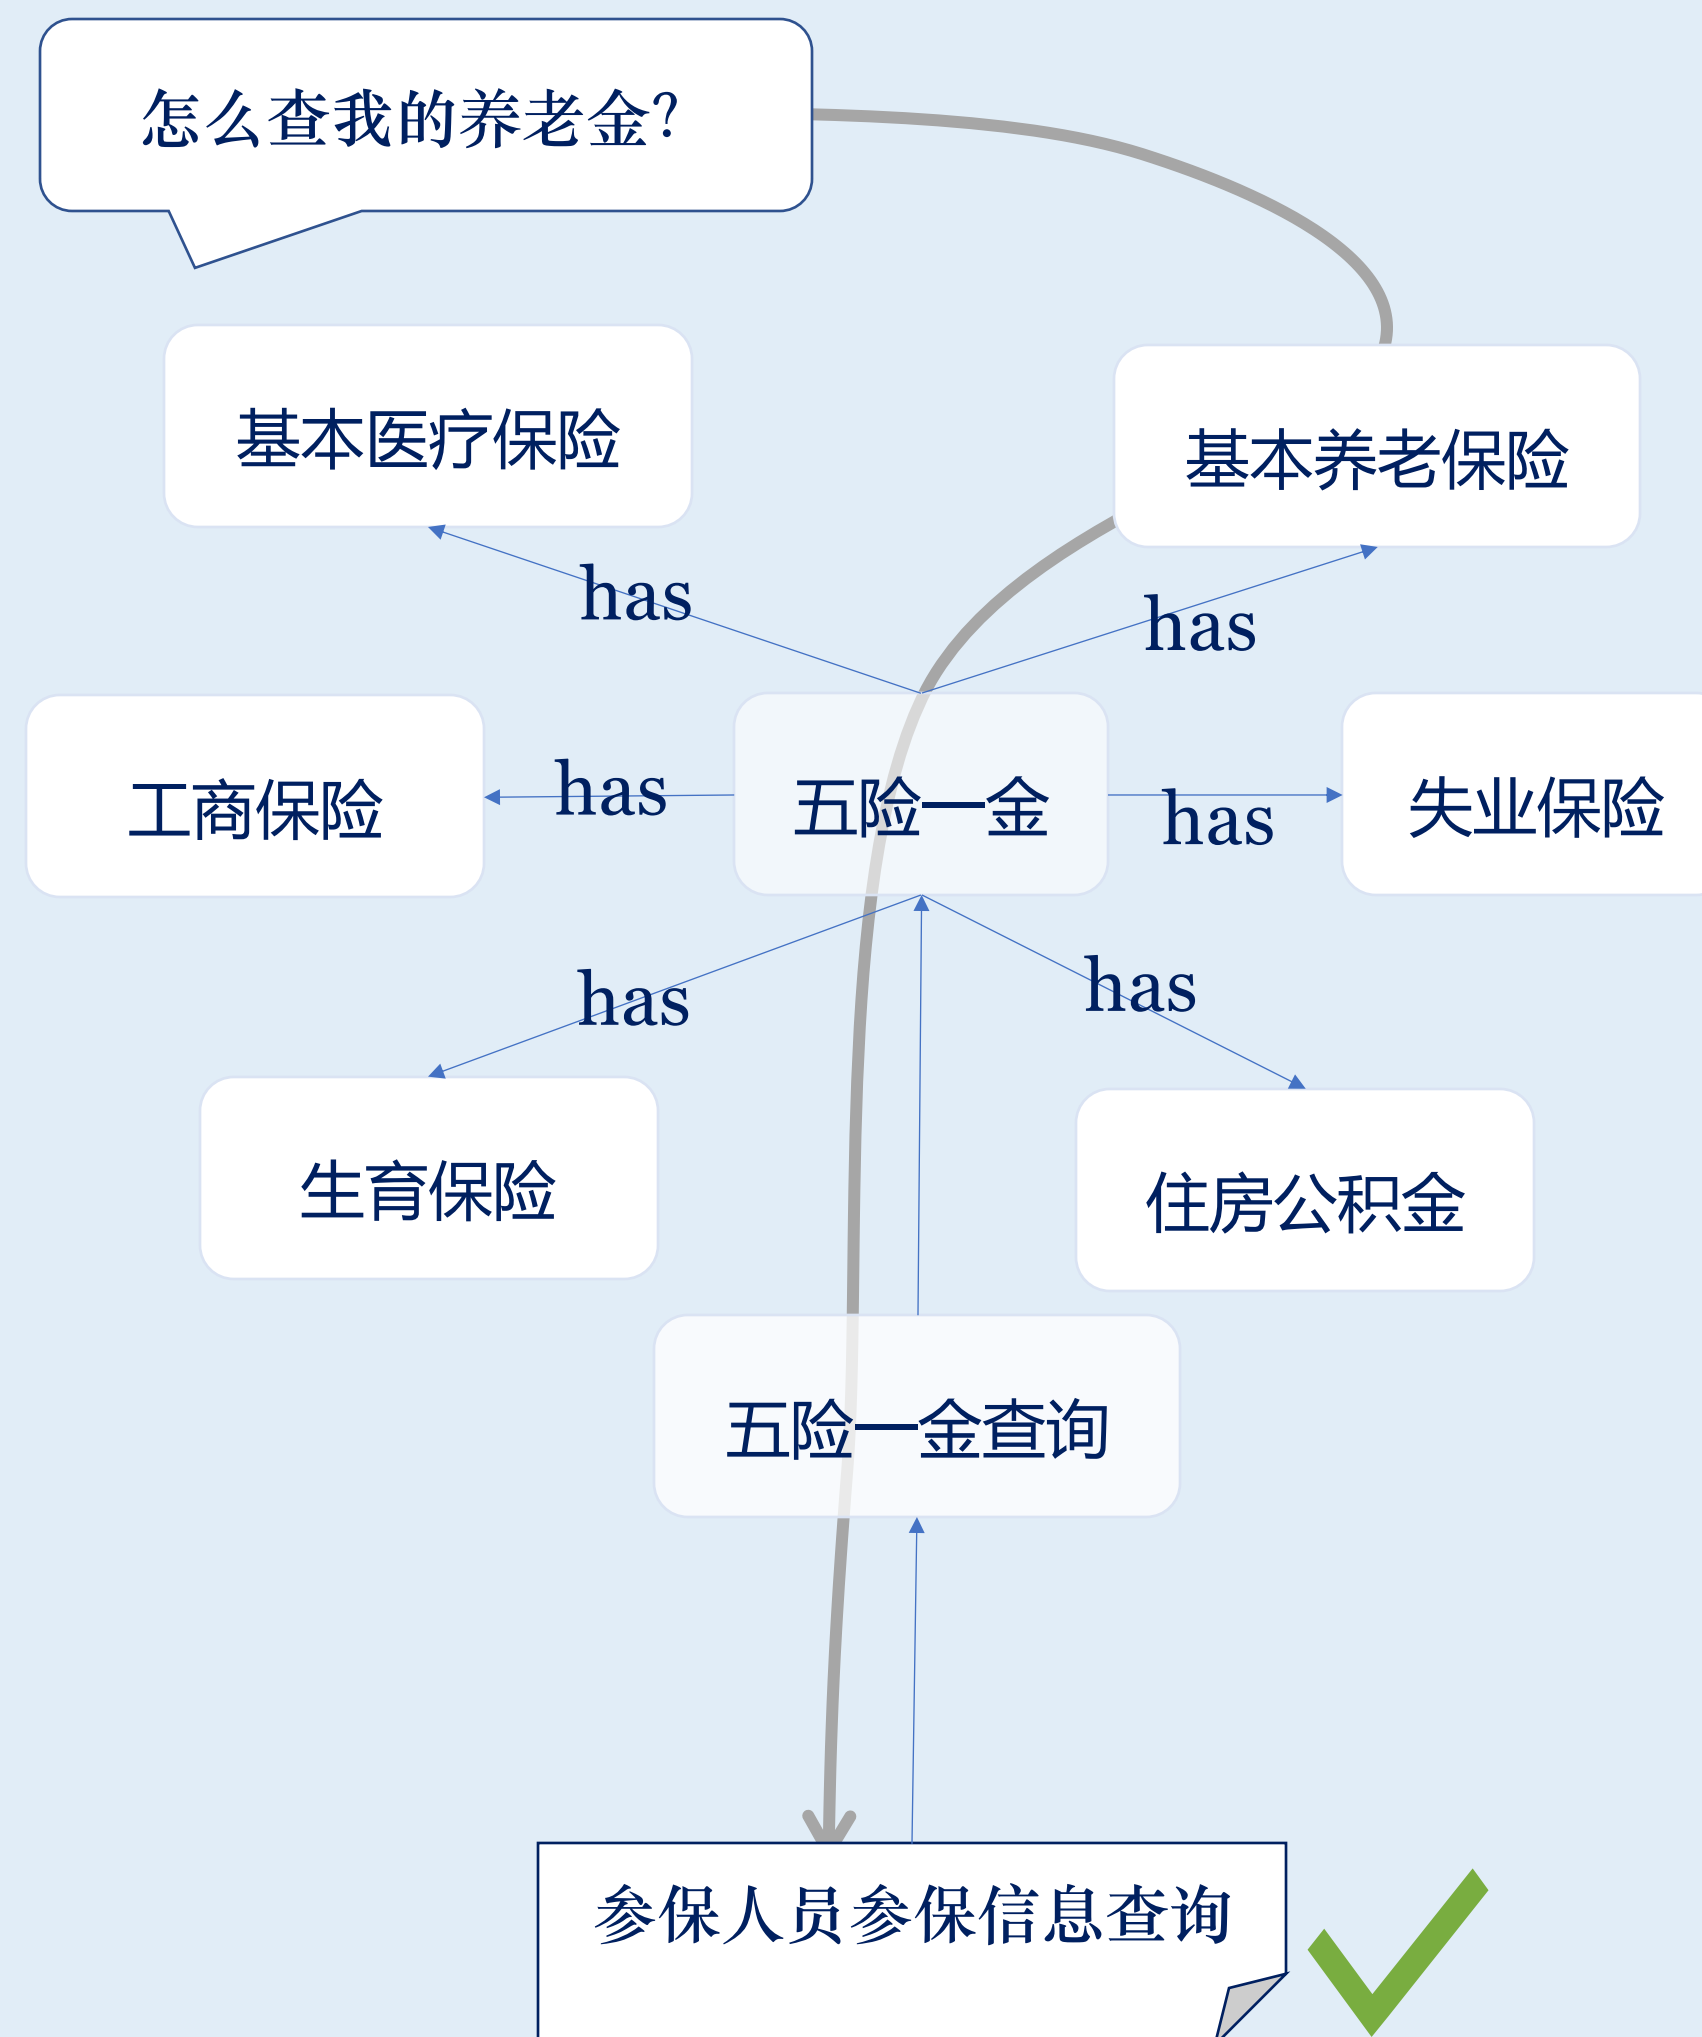 怎么查我的养老金?
基本医疗保险
基本养老保险
has
has
工商保险
has
五险一金
has
失业保险
has
has
生育保险
住房公积金
五险一金查询
参保人员参保信息查询